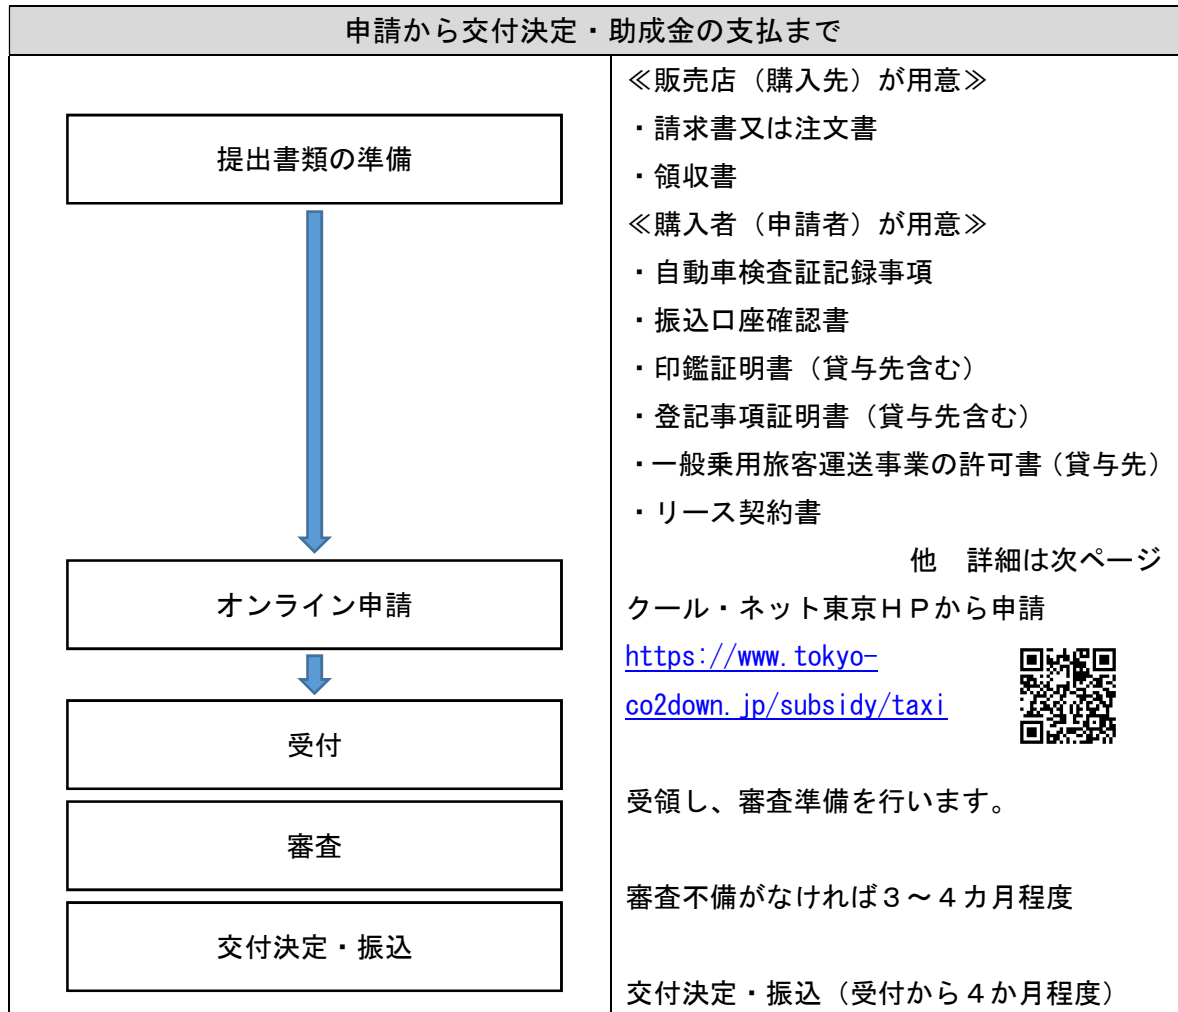 申請から交付決定・助成金の支払まで
提出書類の準備
オンライン申請
受付
審査
交付決定・振込
≪販売店（購入先）が用意≫
・請求書又は注文書
・領収書
≪購入者（申請者）が用意≫
・自動車検査証記録事項
・振込口座確認書
・印鑑証明書（貸与先含む）
・登記事項証明書（貸与先含む）
・一般乗用旅客運送事業の許可書（貸与先）
・リース契約書
他　詳細は次ページ
クール・ネット東京ＨＰから申請
https://www.tokyo-
co2down.jp/subsidy/taxi
受領し、審査準備を行います。
審査不備がなければ３～４カ月程度
交付決定・振込（受付から４か月程度）